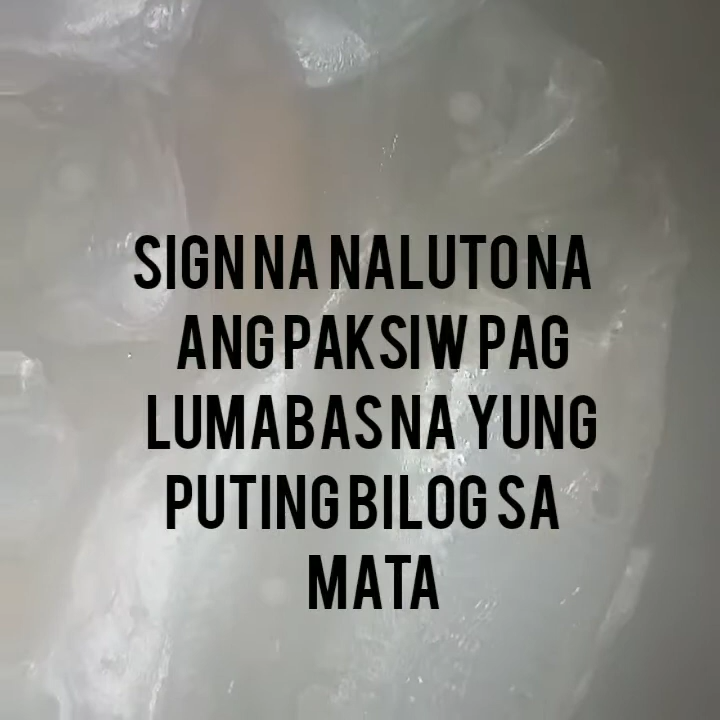 SIGN NA NALUTO NA
ANG PAKSIW PAG
LUMABAS NA YUNG
PUTING BILOG SA
MATA